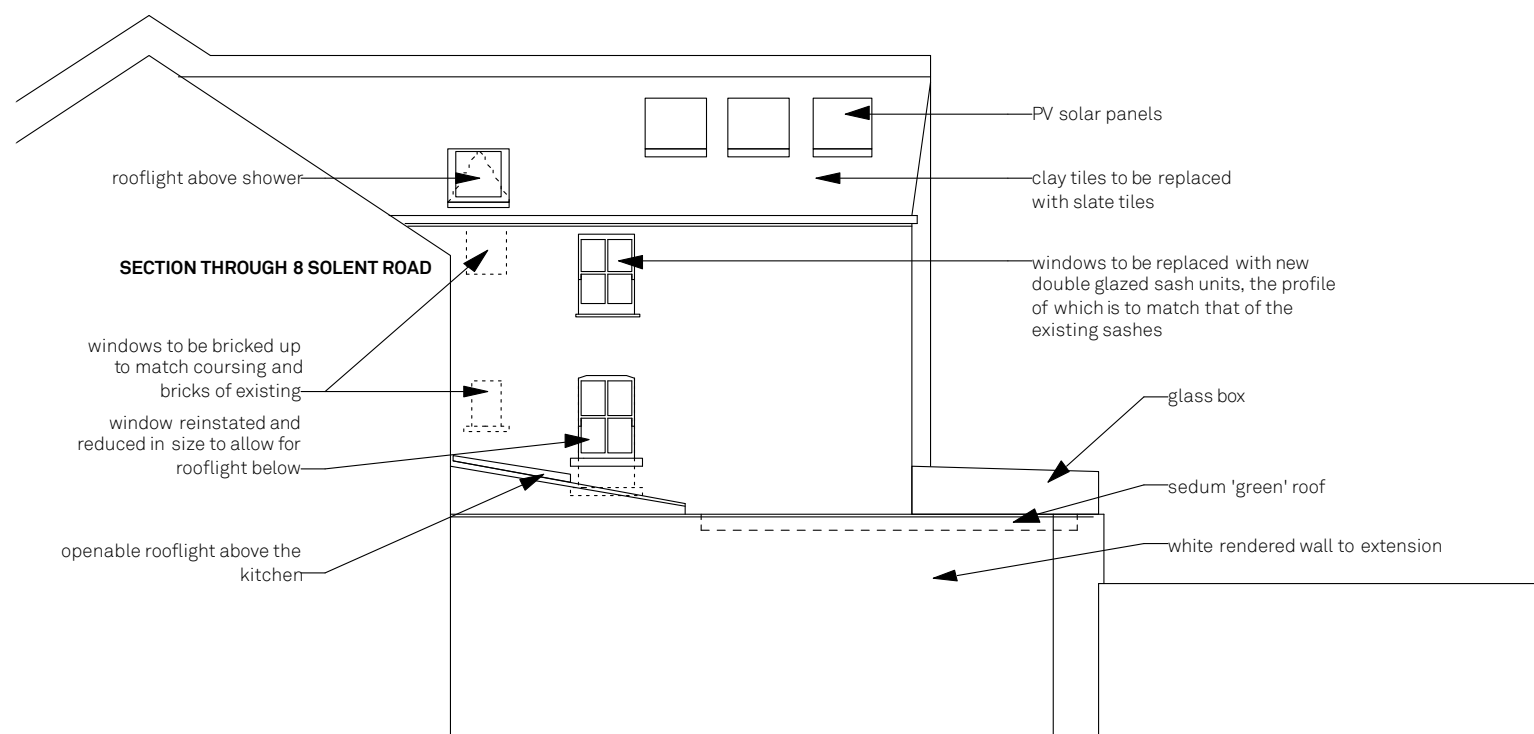 PV solar panels
rooflight above shower
clay tiles to be replaced
with slate tiles
SECTION THROUGH 8 SOLENT ROAD
windows to be replaced with new
double glazed sash units, the profile
of which is to match that of the
existing sashes
windows to be bricked up
to match coursing and
bricks of existing
glass box
window reinstated and
reduced in size to allow for
rooflight below
sedum 'green' roof
openable rooflight above the
kitchen
white rendered wall to extension